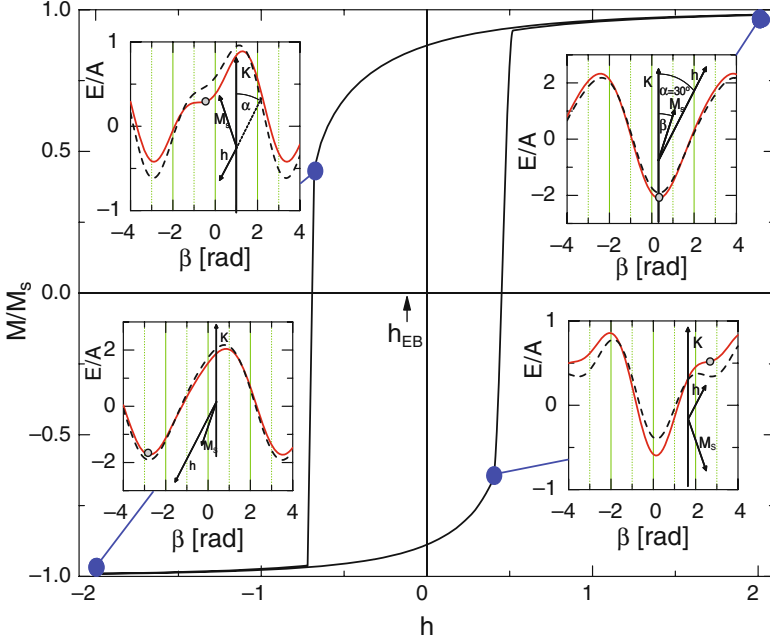 1.0
0.5
0.0
−0.5
−1.0
M/Ms
−2
−1
0
1
2
h
hEB
E/A
1
0
−1
−4
−2
0
2
4
β [rad]
K
α
Ms
h
E/A
2
0
−2
−4
−2
0
2
4
β [rad]
K
h
α=30°
Ms
β
E/A
2
0
−2
−4
−2
0
2
4
β [rad]
K
Ms
h
E/A
1
0
−1
−4
−2
0
2
4
β [rad]
K
h
Ms